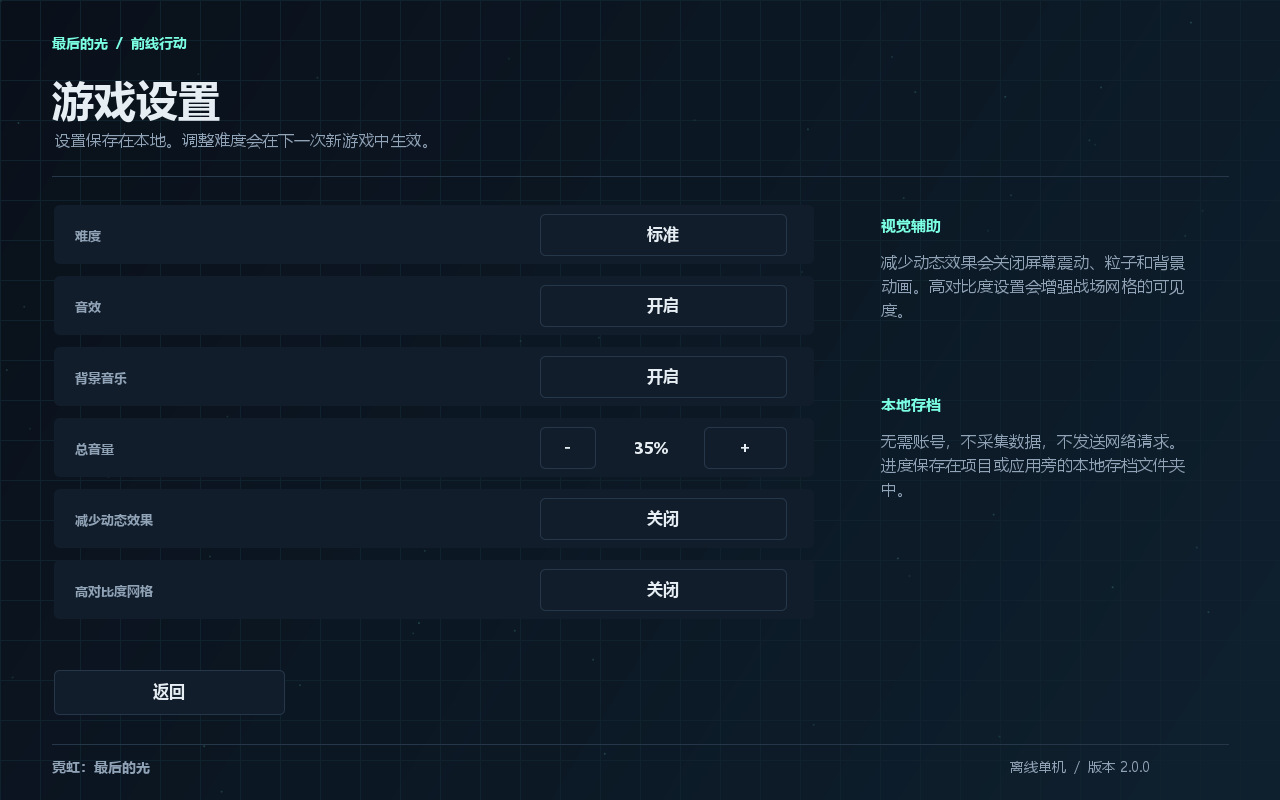 最后的光 / 前线行动
游戏设置
设置保存在本地。调整难度会在下一次新游戏中生效。
难度
标准
音效
开启
背景音乐
开启
总音量
-
35%
+
减少动态效果
关闭
高对比度网格
关闭
视觉辅助
减少动态效果会关闭屏幕震动、粒子和背景
动画。高对比度设置会增强战场网格的可见
度。
本地存档
无需账号，不采集数据，不发送网络请求。
进度保存在项目或应用旁的本地存档文件夹
中。
返回
霓虹：最后的光
离线单机 / 版本 2.0.0